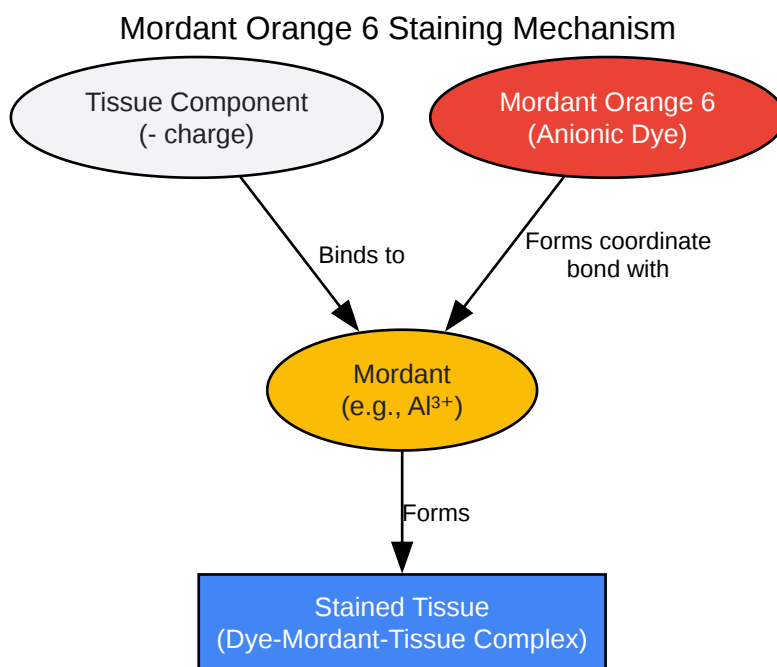 Mordant Orange 6 Staining Mechanism
Tissue Component
(- charge)
Mordant Orange 6
(Anionic Dye)
Binds to
Forms coordinate
bond with
Mordant
(e.g., Al³⁺)
Forms
Stained Tissue
(Dye-Mordant-Tissue Complex)